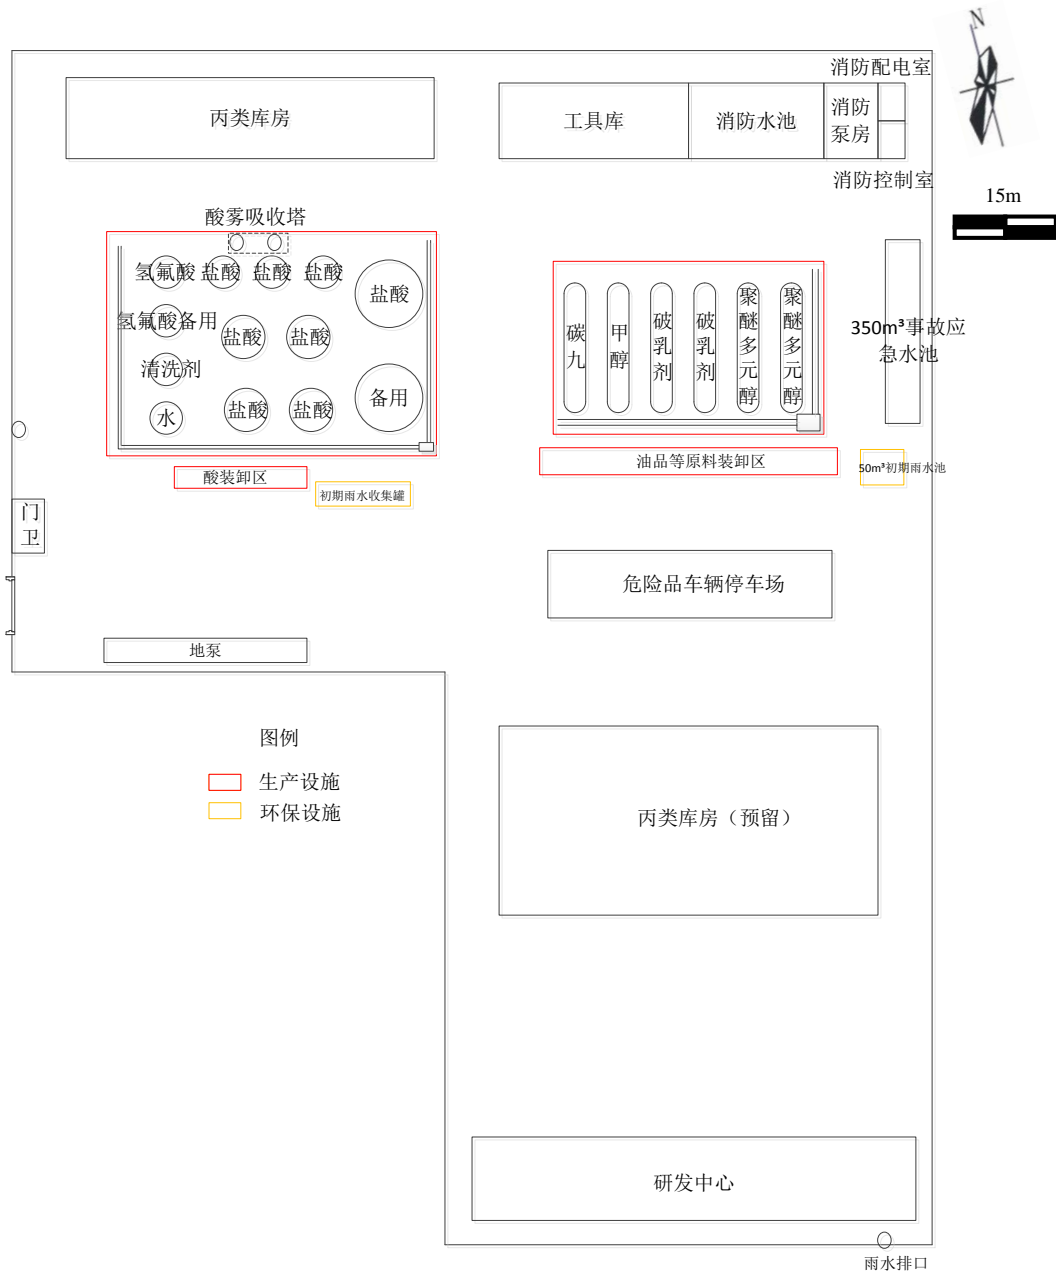 N
消防配电室
丙类库房
工具库
消防水池
消防
泵房
消防控制室
15m
酸雾吸收塔
氢氟酸
盐酸
盐酸
盐酸
盐酸
氢氟酸备用
盐酸
盐酸
清洗剂
水
盐酸
盐酸
备用
碳九
甲醇
破乳剂
破乳剂
聚醚多元醇
聚醚多元醇
350m³事故应
急水池
酸装卸区
初期雨水收集罐
油品等原料装卸区
50m³初期雨水池
门
卫
危险品车辆停车场
地泵
图例
生产设施
环保设施
丙类库房（预留）
研发中心
雨水排口